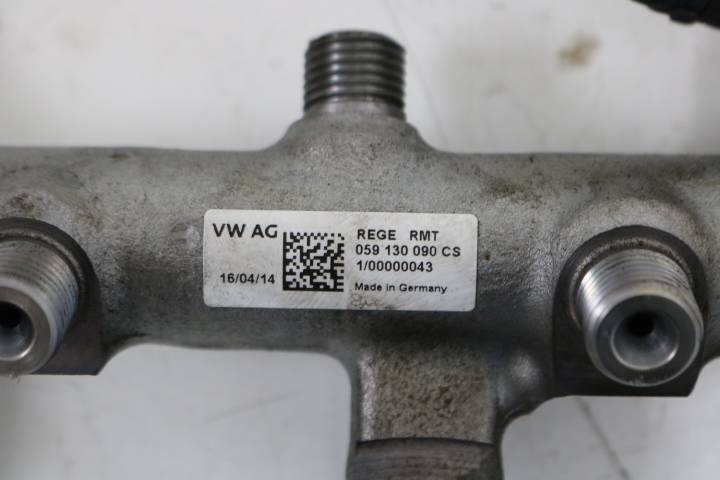 VW AG
16/04/14
REGE RMT
059 130 090 CS
1/00000043
Made in Germany